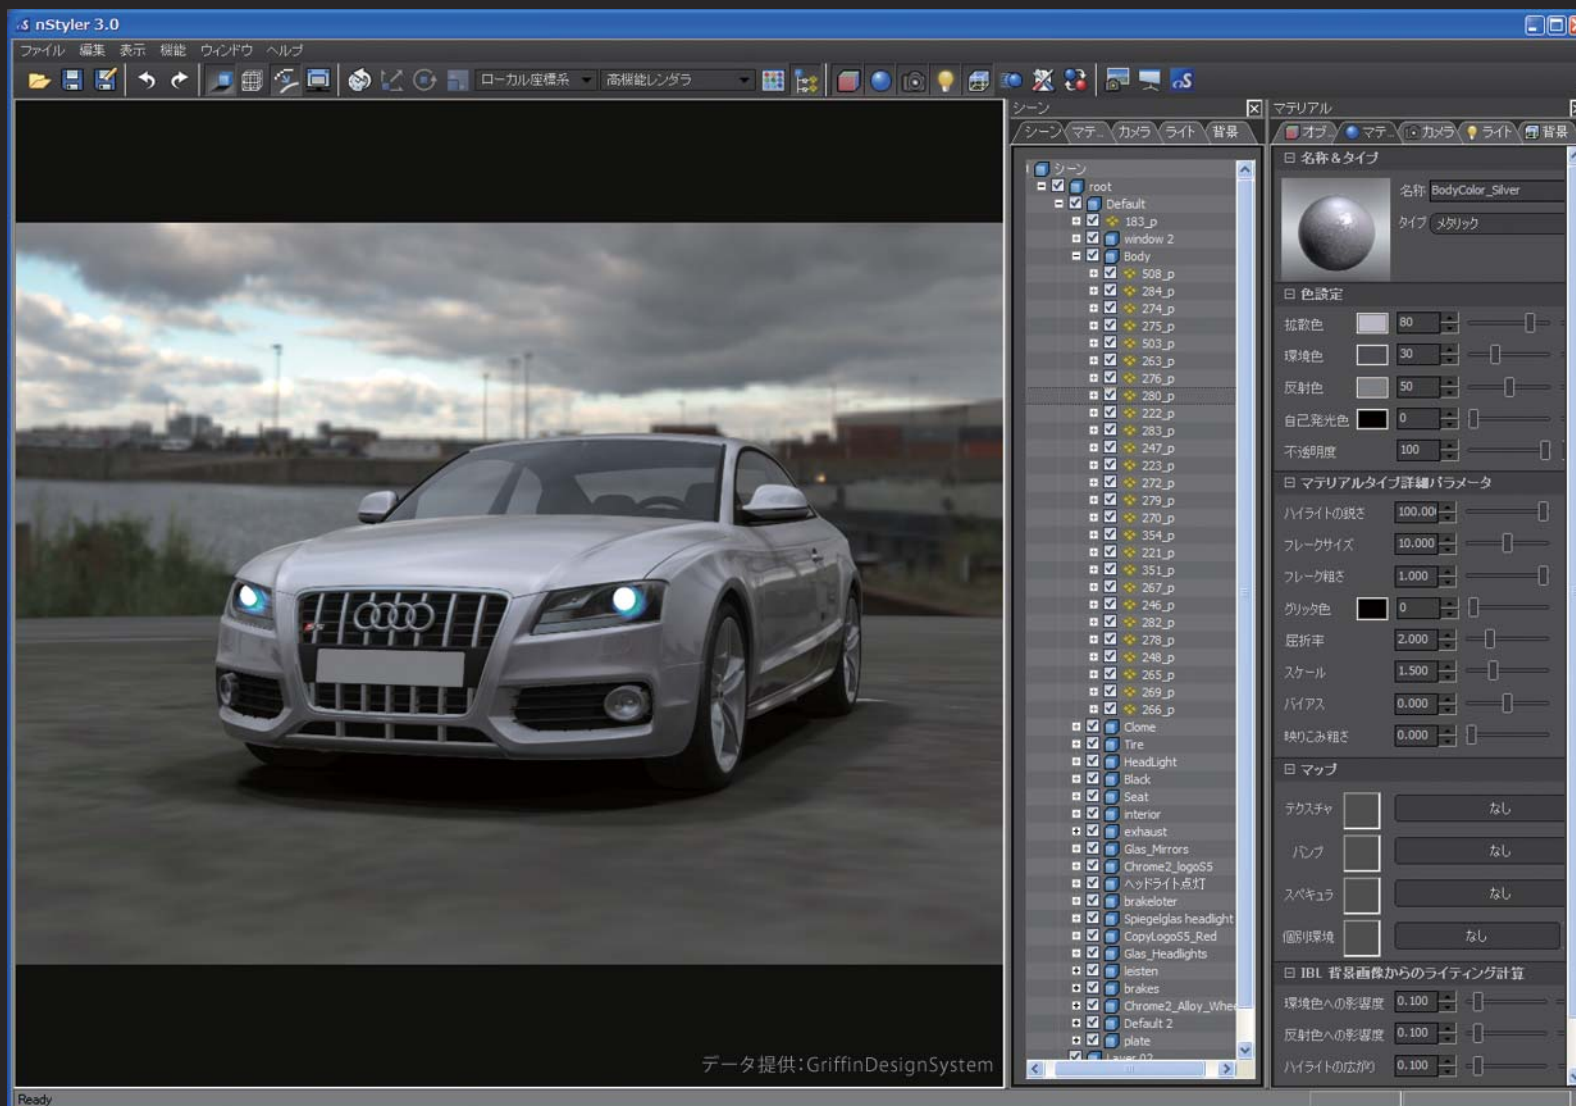 nStyler 3.0
ファイル 編集 表示 機能 ウィンドウ ヘルプ
ローカル座標系 高機能レンダラ
シーン
シーン マテ... カメラ ライト 背景
シーン
root
Default
183_p
window 2
Body
508_p
284_p
274_p
275_p
503_p
263_p
276_p
280_p
222_p
283_p
247_p
223_p
272_p
279_p
270_p
354_p
221_p
351_p
267_p
246_p
282_p
278_p
248_p
265_p
269_p
266_p
Clome
Tire
HeadLight
Black
Seat
interior
exhaust
Glas_Mirrors
Chrome2_logoS5
ヘッドライト点灯
brakeloter
Spiegelglas headlight
CopyLogoS5_Red
Glas_Headlights
leisten
brakes
Chrome2_Alloy_Whee
Default 2
plate
Layer 02
マテリアル
オブ... マテ... カメラ ライト 背景
名称&タイプ
名称 BodyColor_Silver
タイプ メタリック
色設定
拡散色 80
環境色 30
反射色 50
自己発光色 0
不透明度 100
マテリアルタイプ詳細パラメータ
ハイライトの鋭さ 100.00
フレークサイズ 10.000
フレーク粗さ 1.000
グリッタ色 0
屈折率 2.000
スケール 1.500
バイアス 0.000
映りこみ粗さ 0.000
マップ
テクスチャ なし
バンプ なし
スペキュラ なし
個別環境 なし
IBL 背景画像からのライティング計算
環境色への影響度 0.100
反射色への影響度 0.100
ハイライトの広がり 0.100
S5
データ提供:GriffinDesignSystem
Ready